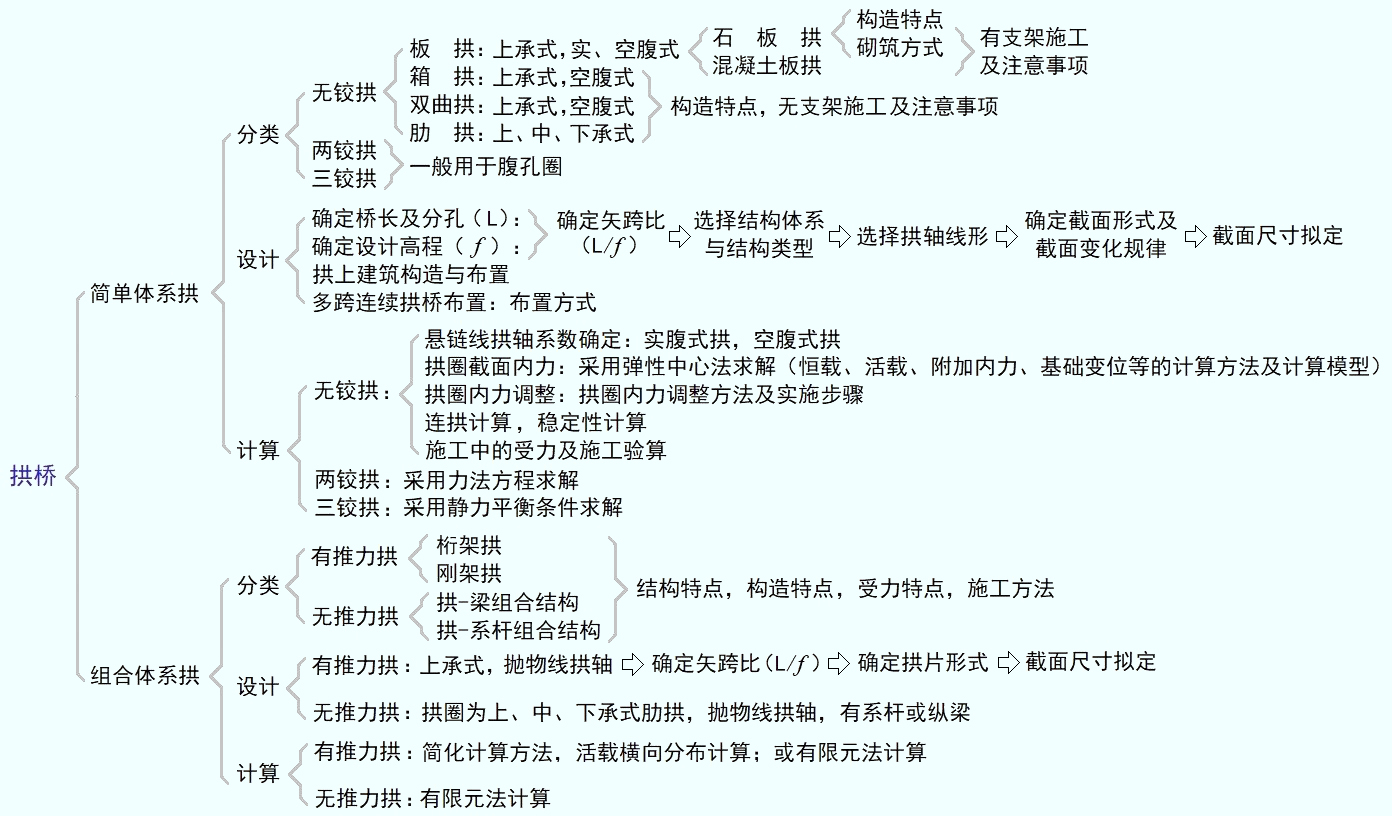 拱桥
简单体系拱
分类
无铰拱
板 拱：上承式，实、空腹式
石 板 拱
混凝土板拱
构造特点
砌筑方式
有支架施工
及注意事项
箱 拱：上承式，空腹式
双曲拱：上承式，空腹式
肋 拱：上、中、下承式
构造特点，无支架施工及注意事项
两铰拱
三铰拱
一般用于腹孔圈
设计
确定桥长及分孔（L）：
确定设计高程（f）：
确定矢跨比
（L/f）
选择结构体系
与结构类型
选择拱轴线形
确定截面形式及
截面变化规律
截面尺寸拟定
拱上建筑构造与布置
多跨连续拱桥布置：布置方式
计算
无铰拱：
悬链线拱轴系数确定：实腹式拱，空腹式拱
拱圈截面内力：采用弹性中心法求解（恒载、活载、附加内力、基础变位等的计算方法及计算模型）
拱圈内力调整：拱圈内力调整方法及实施步骤
连拱计算，稳定性计算
施工中的受力及施工验算
两铰拱：采用力法方程求解
三铰拱：采用静力平衡条件求解
组合体系拱
分类
有推力拱
桁架拱
刚架拱
无推力拱
拱-梁组合结构
拱-系杆组合结构
结构特点，构造特点，受力特点，施工方法
设计
有推力拱：上承式，抛物线拱轴
确定矢跨比（L/f）
确定拱片形式
截面尺寸拟定
无推力拱：拱圈为上、中、下承式肋拱，抛物线拱轴，有系杆或纵梁
计算
有推力拱：简化计算方法，活载横向分布计算；或有限元法计算
无推力拱：有限元法计算